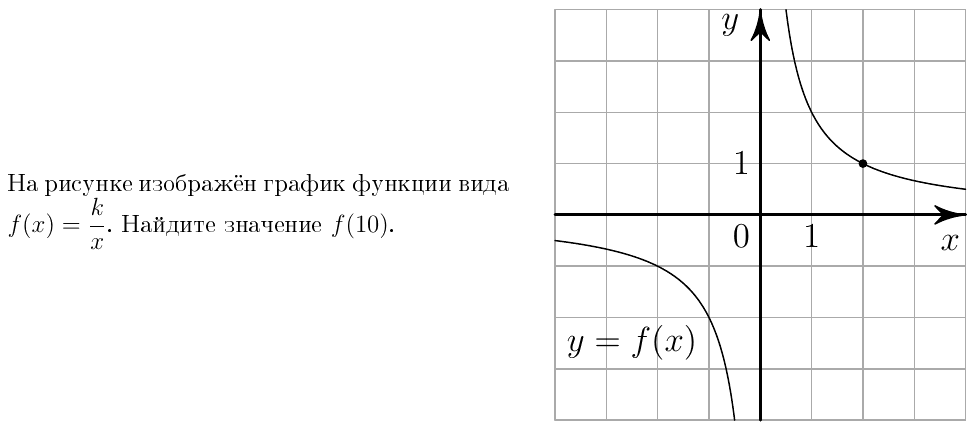 На рисунке изображён график функции вида
f(x) = k/x. Найдите значение f(10).
y
1
0
1
x
y = f(x)